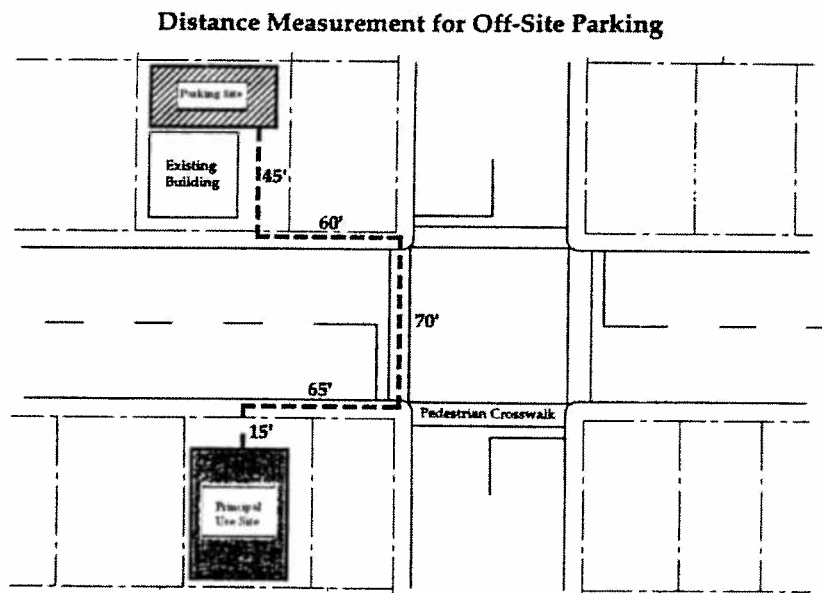 Distance Measurement for Off-Site Parking
Parking Site
Existing
Building
45'
60'
70'
65'
Pedestrian Crosswalk
15'
Principal
Use Site